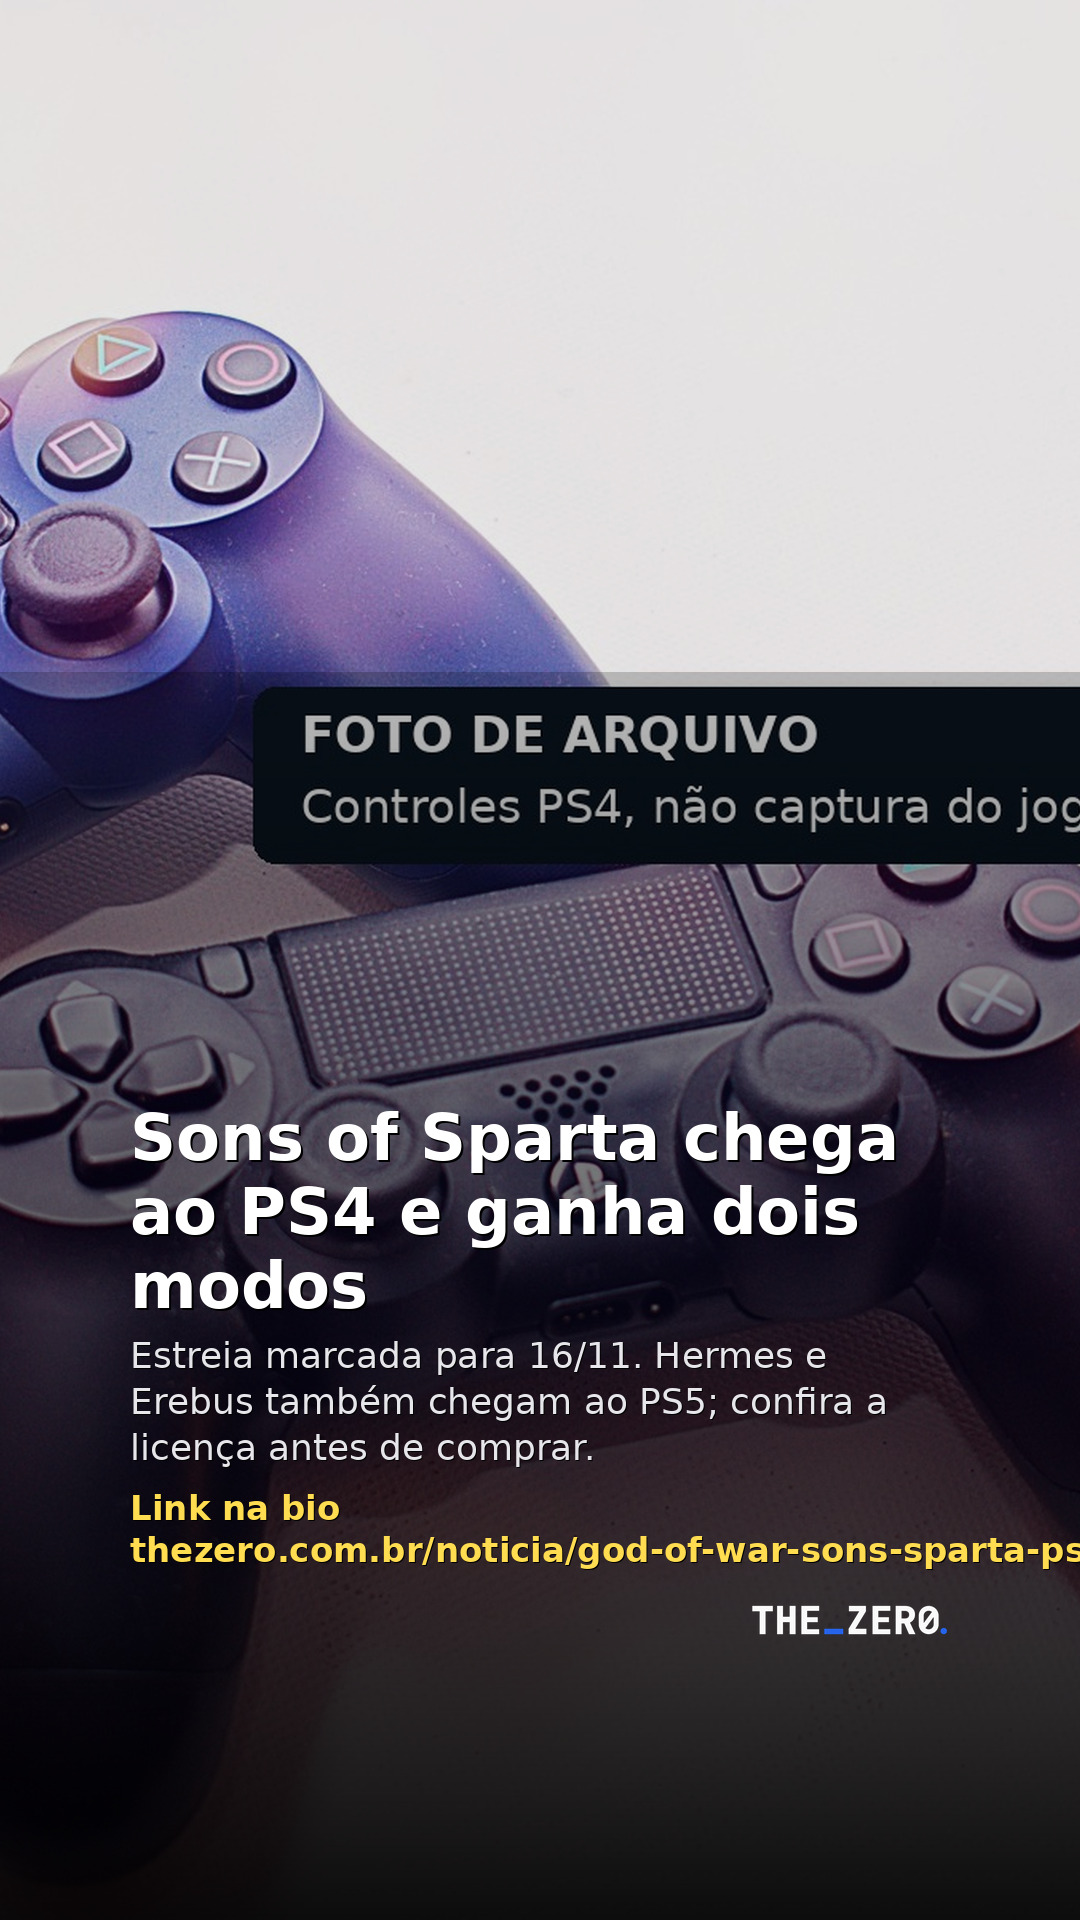 FOTO DE ARQUIVO
Controles PS4, não captura do jog
Sons of Sparta chega
ao PS4 e ganha dois
modos
Estreia marcada para 16/11. Hermes e
Erebus também chegam ao PS5; confira a
licença antes de comprar.
Link na bio
thezero.com.br/noticia/god-of-war-sons-sparta-ps
THE_ZERO.